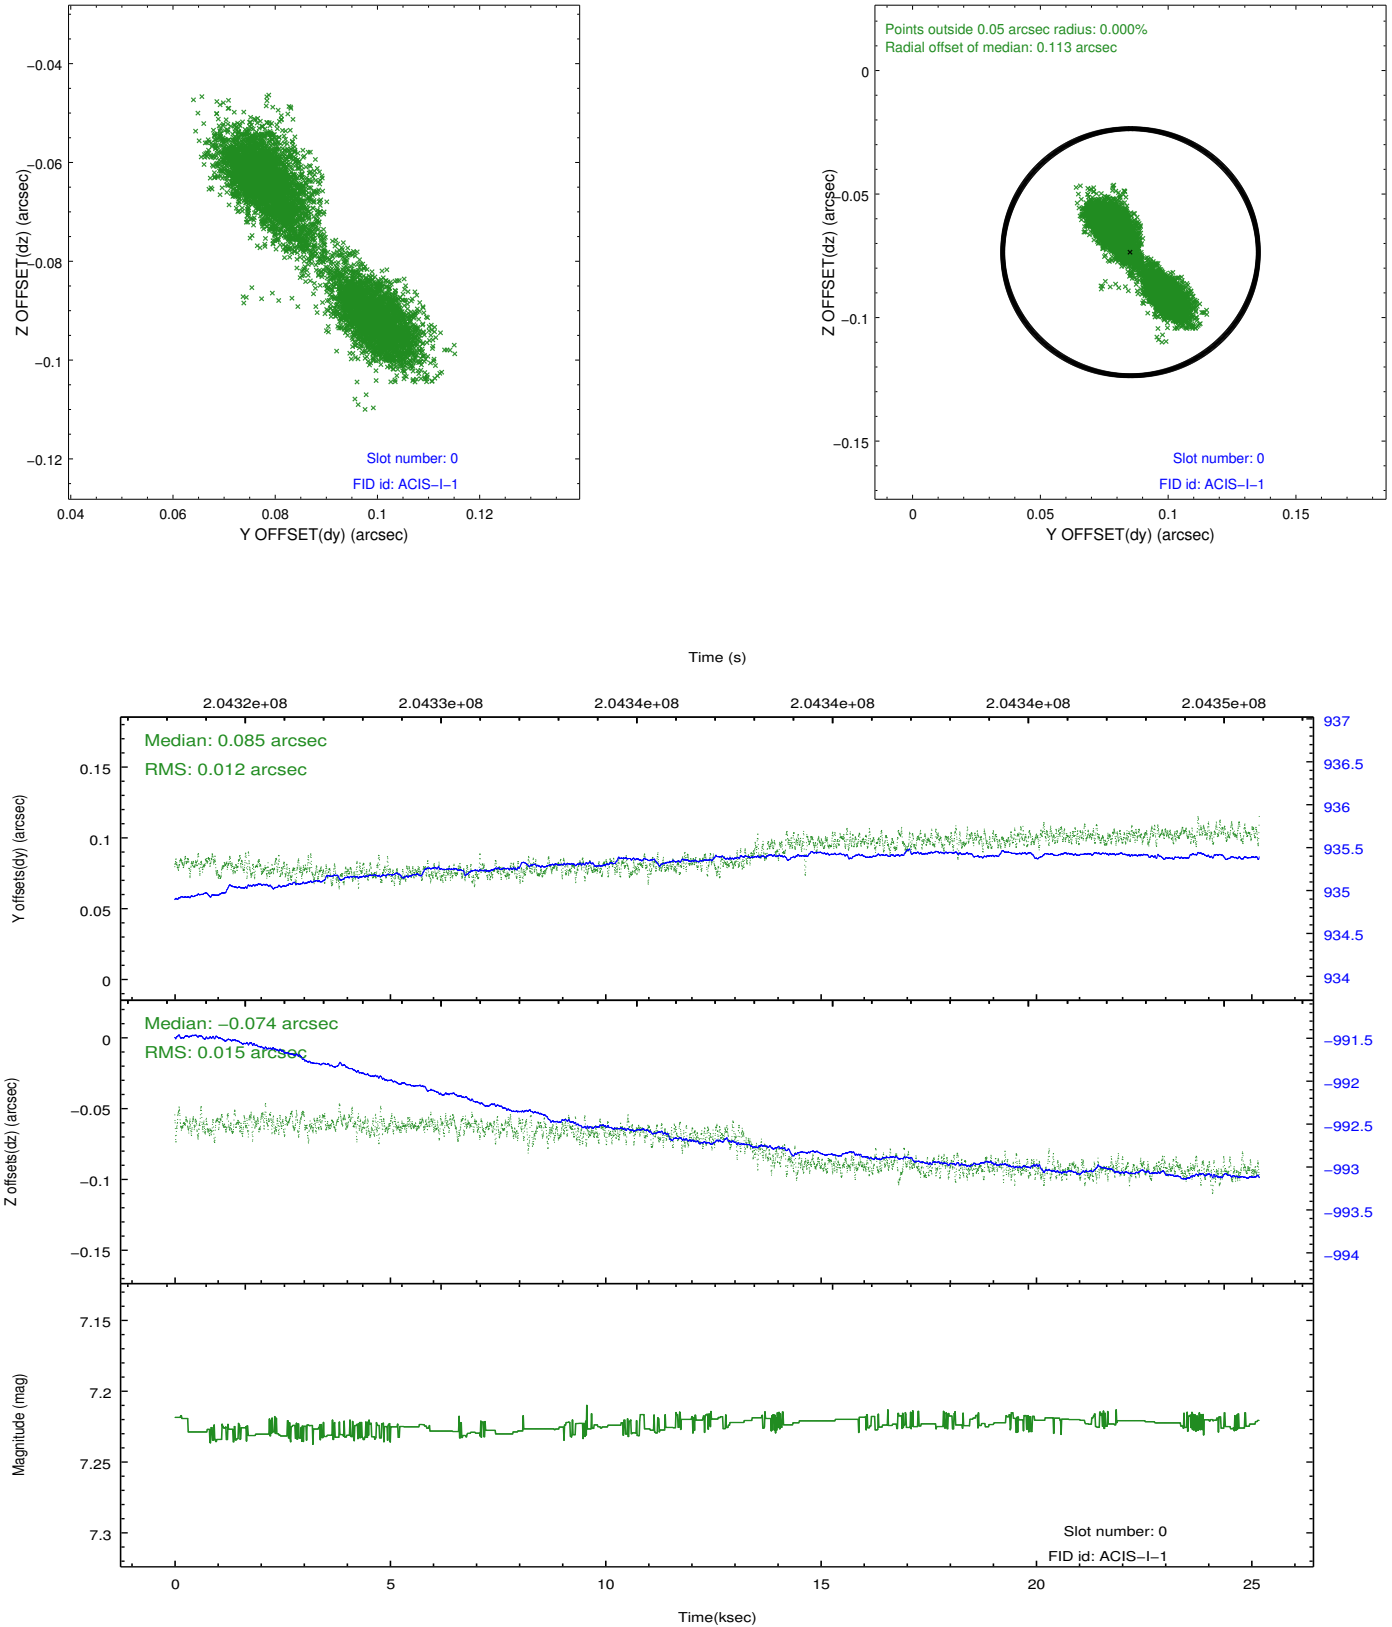 −0.04
−0.06
−0.08
−0.1
−0.12
Z OFFSET(dz) (arcsec)
Slot number: 0
FID id: ACIS−I−1
0.04
0.06
0.08
0.1
0.12
Y OFFSET(dy) (arcsec)
Points outside 0.05 arcsec radius: 0.000%
Radial offset of median: 0.113 arcsec
0
−0.05
−0.1
−0.15
Z OFFSET(dz) (arcsec)
Slot number: 0
FID id: ACIS−I−1
0
0.05
0.1
0.15
Y OFFSET(dy) (arcsec)
Time (s)
2.0432e+08
2.0433e+08
2.0434e+08
2.0434e+08
2.0434e+08
2.0435e+08
Median: 0.085 arcsec
RMS: 0.012 arcsec
0.15
0.1
0.05
0
Y offsets(dy) (arcsec)
937
936.5
936
935.5
935
934.5
934
Median: −0.074 arcsec
RMS: 0.015 arcsec
0
−0.05
−0.1
−0.15
Z offsets(dz) (arcsec)
−991.5
−992
−992.5
−993
−993.5
−994
7.15
7.2
7.25
7.3
Magnitude (mag)
Slot number: 0
FID id: ACIS−I−1
0
5
10
15
20
25
Time(ksec)